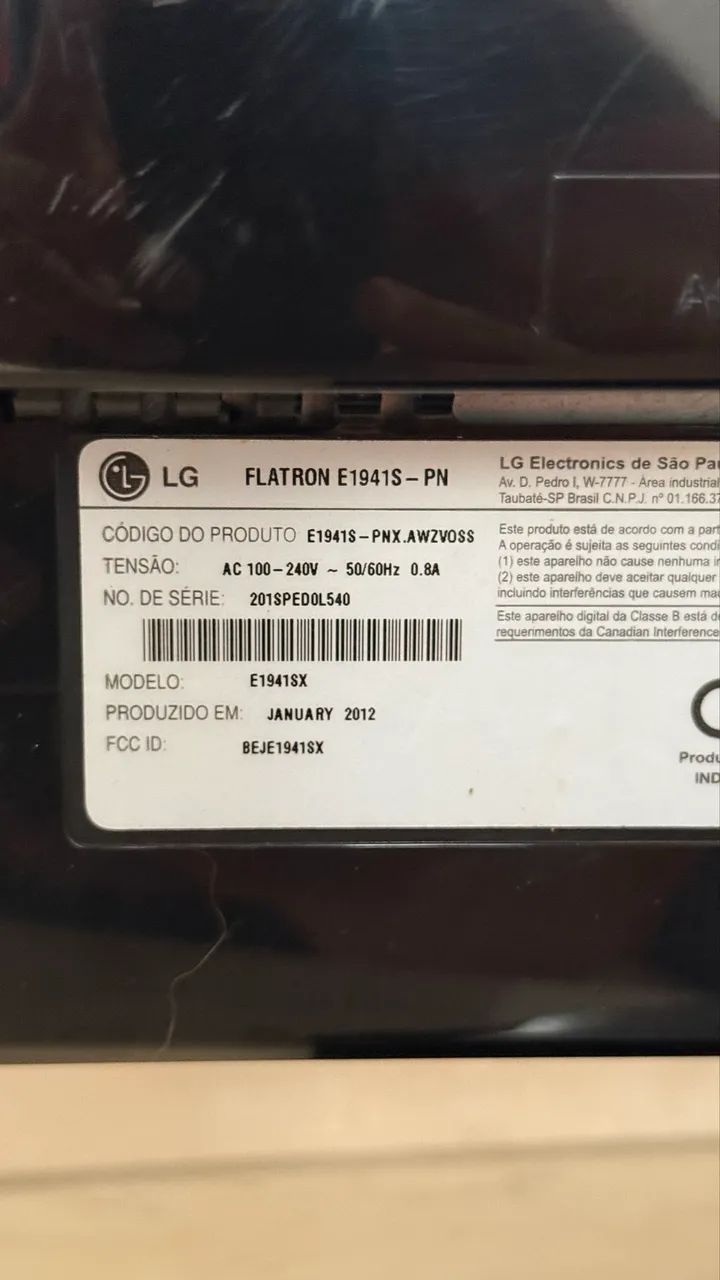 LG FLATRON E1941S-PN
CÓDIGO DO PRODUTO E1941S-PNX.AWZVOSS
TENSÃO: AC 100-240V ~ 50/60Hz 0.8A
NO. DE SÉRIE: 201SPED0L540
MODELO: E1941SX
PRODUZIDO EM: JANUARY 2012
FCC ID: BEJE1941SX
LG Electronics de São
Av. D. Pedro I, W-7777 - Área industrial
Taubaté-SP Brasil C.N.P.J. nº 01.166.37
Este produto está de acordo com a
A operação é sujeita as seguintes
(1) este aparelho não cause nenhuma
(2) este aparelho deve aceitar qualquer
incluindo interferências que causem
Este aparelho digital da Classe B está
requerimentos da Canadian Interference